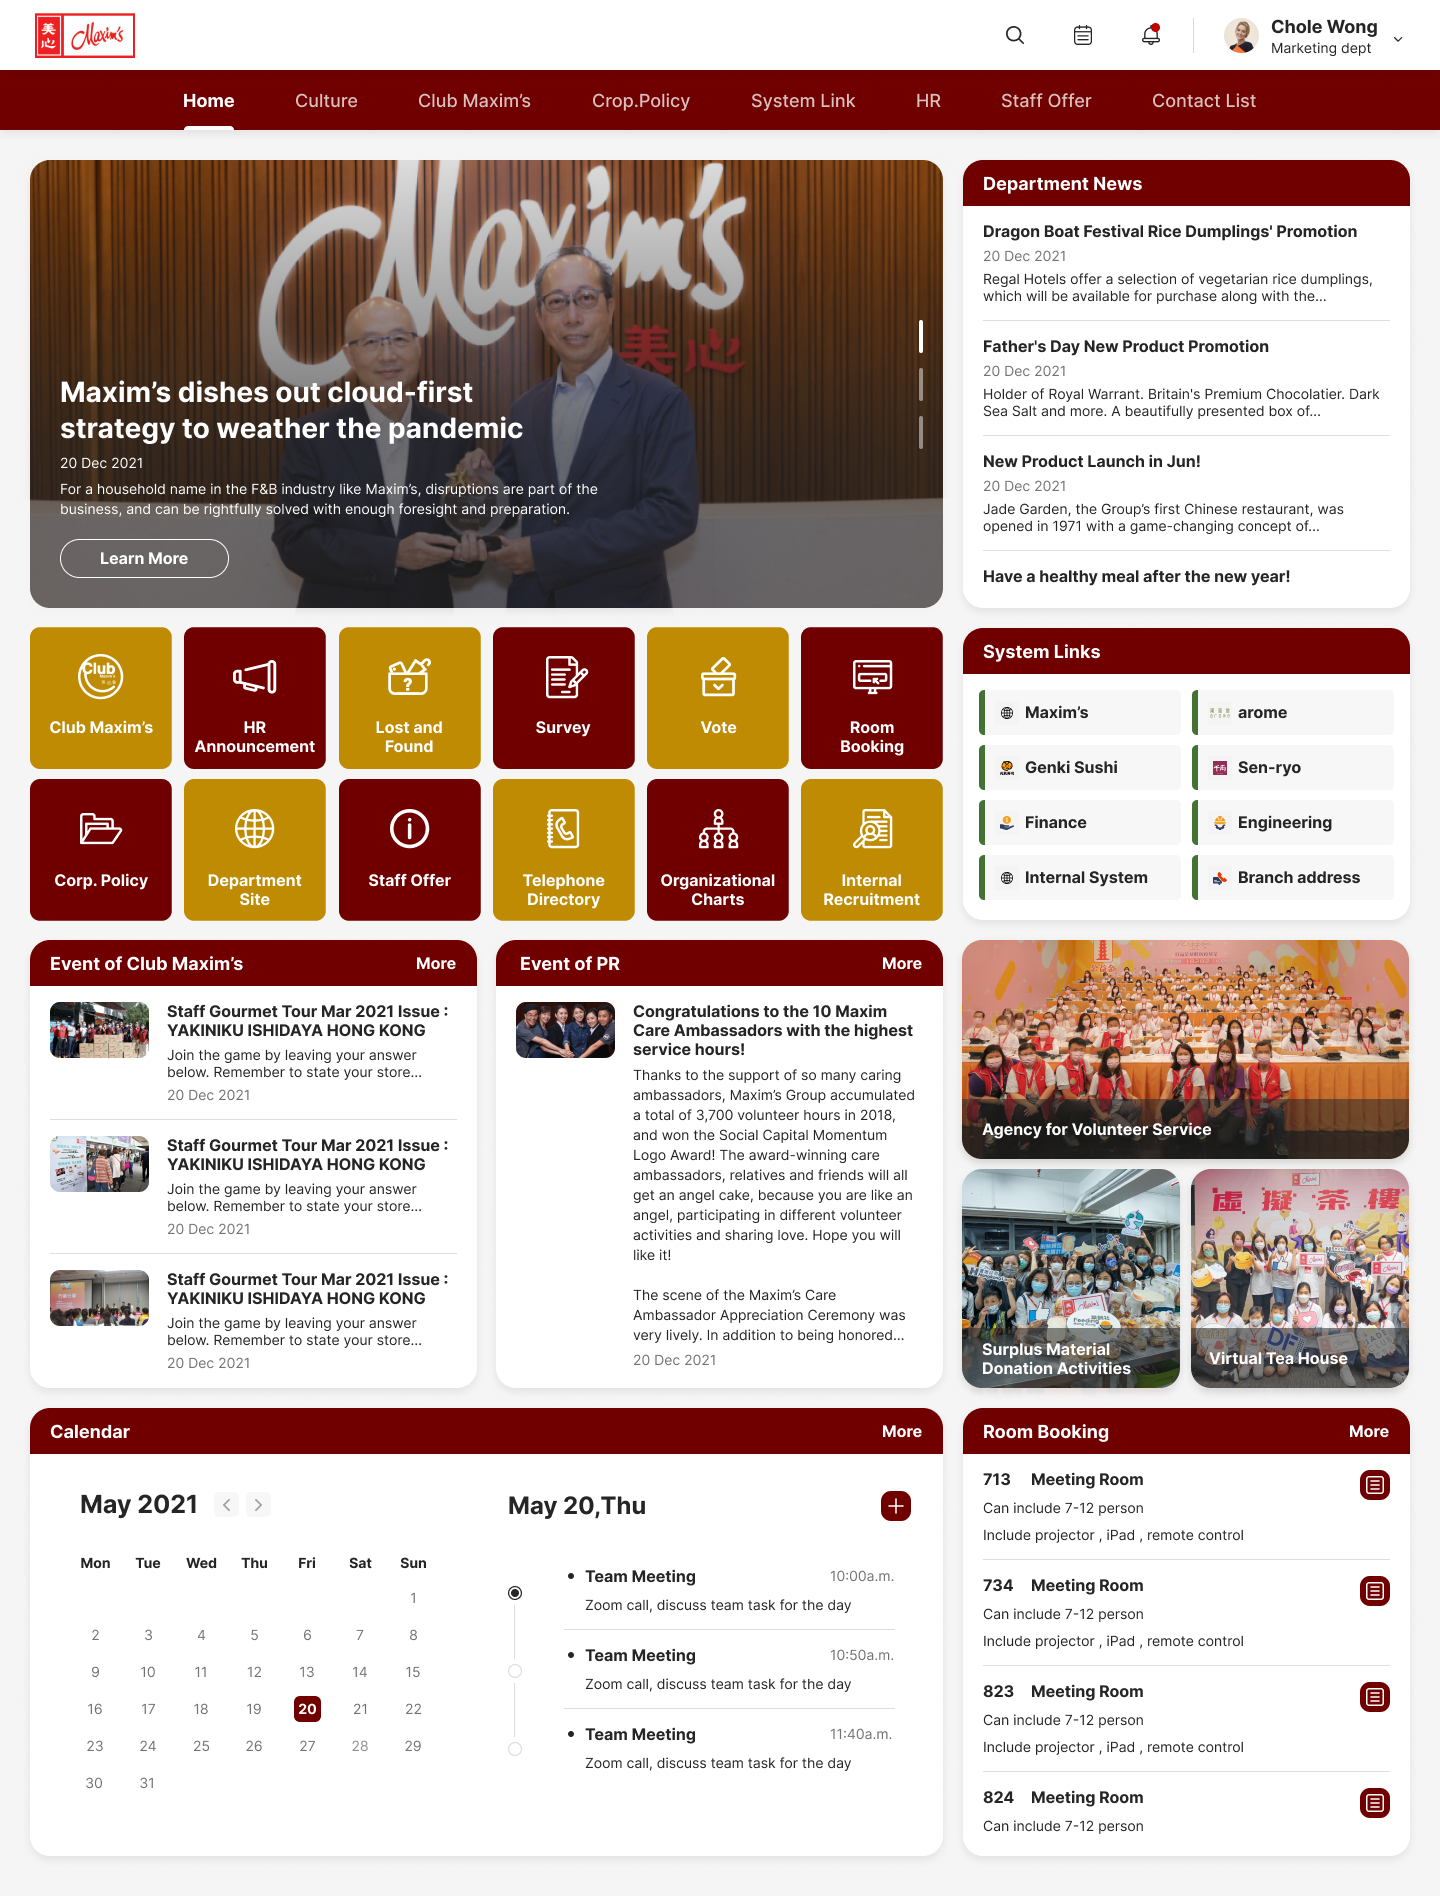 美心 Maxim's
Chole Wong
Marketing dept
Home Culture Club Maxim’s Crop.Policy System Link HR Staff Offer Contact List
Maxim's
美心
Maxim’s dishes out cloud-first
strategy to weather the pandemic
20 Dec 2021
For a household name in the F&B industry like Maxim’s, disruptions are part of the
business, and can be rightfully solved with enough foresight and preparation.
Learn More
Department News
Dragon Boat Festival Rice Dumplings' Promotion
20 Dec 2021
Regal Hotels offer a selection of vegetarian rice dumplings,
which will be available for purchase along with the...
Father's Day New Product Promotion
20 Dec 2021
Holder of Royal Warrant. Britain's Premium Chocolatier. Dark
Sea Salt and more. A beautifully presented box of...
New Product Launch in Jun!
20 Dec 2021
Jade Garden, the Group’s first Chinese restaurant, was
opened in 1971 with a game-changing concept of...
Have a healthy meal after the new year!
Club
Club Maxim’s
HR
Announcement
Lost and
Found
Survey
Vote
Room
Booking
Corp. Policy
Department
Site
Staff Offer
Telephone
Directory
Organizational
Charts
Internal
Recruitment
System Links
Maxim’s
arome
Genki Sushi
Sen-ryo
Finance
Engineering
Internal System
Branch address
Event of Club Maxim’s More
Staff Gourmet Tour Mar 2021 Issue :
YAKINIKU ISHIDAYA HONG KONG
Join the game by leaving your answer
below. Remember to state your store...
20 Dec 2021
Staff Gourmet Tour Mar 2021 Issue :
YAKINIKU ISHIDAYA HONG KONG
Join the game by leaving your answer
below. Remember to state your store...
20 Dec 2021
Staff Gourmet Tour Mar 2021 Issue :
YAKINIKU ISHIDAYA HONG KONG
Join the game by leaving your answer
below. Remember to state your store...
20 Dec 2021
Event of PR More
Congratulations to the 10 Maxim
Care Ambassadors with the highest
service hours!
Thanks to the support of so many caring
ambassadors, Maxim’s Group accumulated
a total of 3,700 volunteer hours in 2018,
and won the Social Capital Momentum
Logo Award! The award-winning care
ambassadors, relatives and friends will all
get an angel cake, because you are like an
angel, participating in different volunteer
activities and sharing love. Hope you will
like it!
The scene of the Maxim’s Care
Ambassador Appreciation Ceremony was
very lively. In addition to being honored...
20 Dec 2021
Agency for Volunteer Service
Surplus Material
Donation Activities
虛擬茶樓
DF
Virtual Tea House
Calendar More
May 2021
Mon Tue Wed Thu Fri Sat Sun
1
2 3 4 5 6 7 8
9 10 11 12 13 14 15
16 17 18 19 20 21 22
23 24 25 26 27 28 29
30 31
May 20,Thu
Team Meeting 10:00a.m.
Zoom call, discuss team task for the day
Team Meeting 10:50a.m.
Zoom call, discuss team task for the day
Team Meeting 11:40a.m.
Zoom call, discuss team task for the day
Room Booking More
713 Meeting Room
Can include 7-12 person
Include projector , iPad , remote control
734 Meeting Room
Can include 7-12 person
Include projector , iPad , remote control
823 Meeting Room
Can include 7-12 person
Include projector , iPad , remote control
824 Meeting Room
Can include 7-12 person